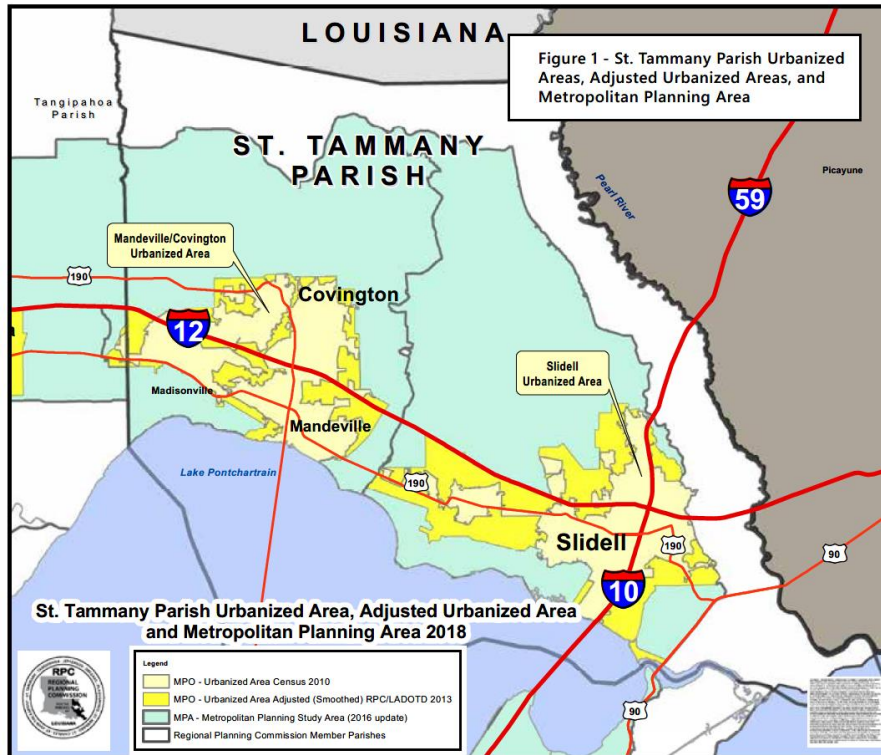 LOUISIANA
Figure 1 - St. Tammany Parish Urbanized
Areas, Adjusted Urbanized Areas, and
Metropolitan Planning Area
Tangipahoa
Parish
ST. TAMMANY
PARISH
Pearl River
Picayune
59
Mandeville/Covington
Urbanized Area
190
Covington
12
Slidell
Urbanized Area
Madisonville
Mandeville
Lake Pontchartrain
190
Slidell
190
90
10
St. Tammany Parish Urbanized Area, Adjusted Urbanized Area
and Metropolitan Planning Area 2018
RPC
REGIONAL
PLANNING
COMMISSION
LOUISIANA
Legend
MPO - Urbanized Area Census 2010
MPO - Urbanized Area Adjusted (Smoothed) RPC/LADOTD 2013
MPA - Metropolitan Planning Study Area (2016 update)
Regional Planning Commission Member Parishes
90